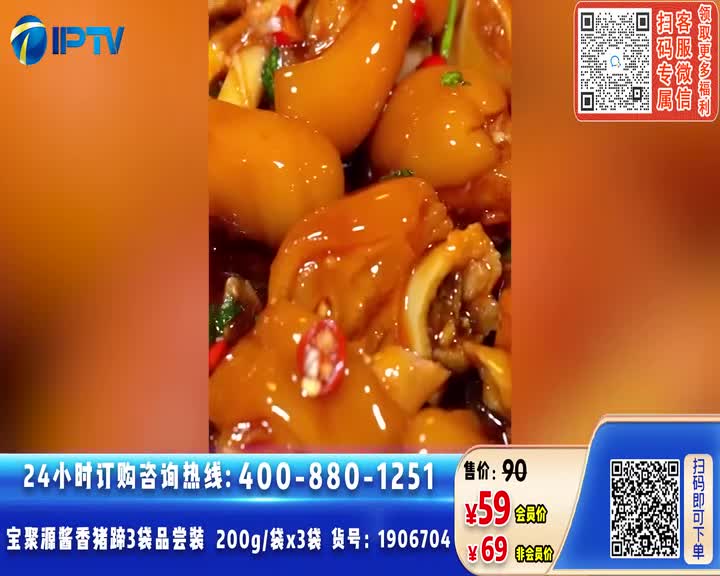 IPTV
扫码专属
客服微信
领取更多福利
24小时订购咨询热线:400-880-1251
宝聚源酱香猪蹄3袋品尝装 200g/袋x3袋 货号：1906704
售价：90
¥59会员价
¥69 非会员价
扫码即可下单